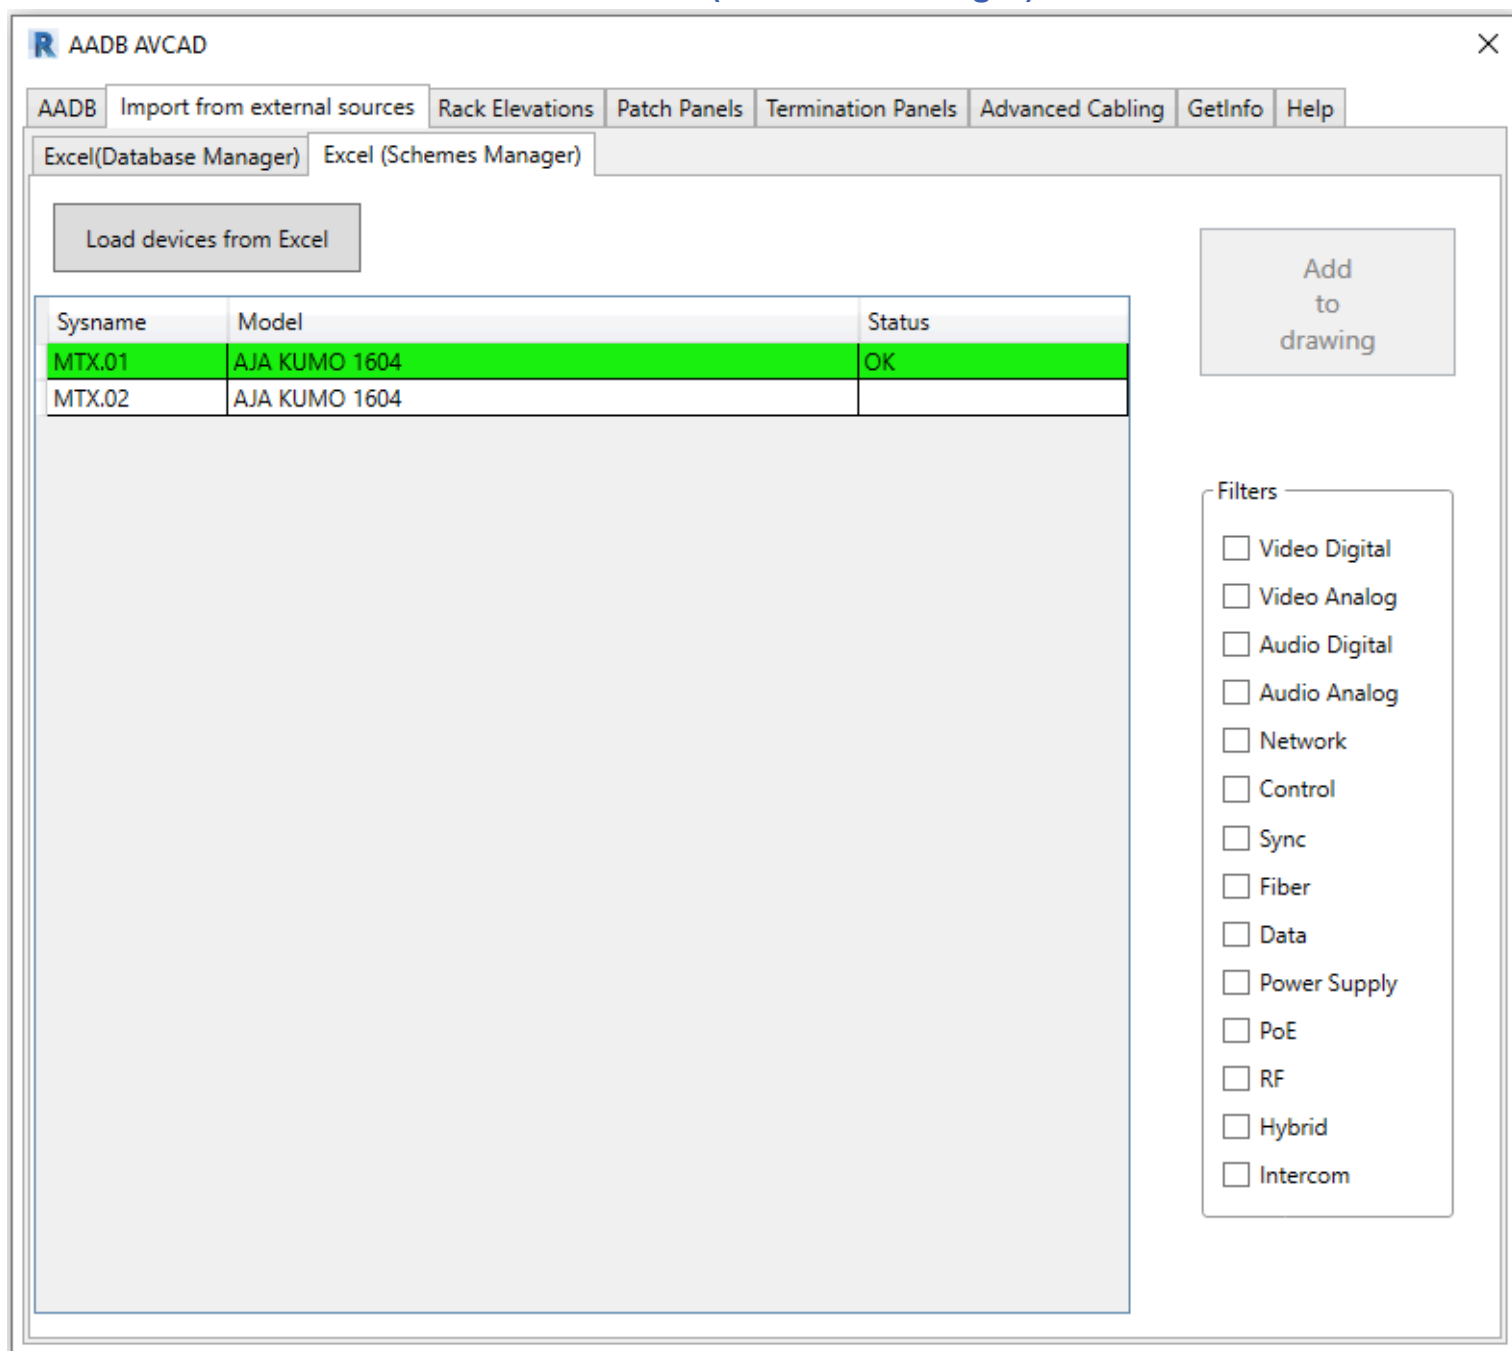 AADB AVCAD
AADB Import from external sources Rack Elevations Patch Panels Termination Panels Advanced Cabling GetInfo Help
Excel(Database Manager) Excel (Schemes Manager)
Load devices from Excel
Add
to
drawing
Sysname Model Status
MTX.01 AJA KUMO 1604 OK
MTX.02 AJA KUMO 1604
Filters
Video Digital
Video Analog
Audio Digital
Audio Analog
Network
Control
Sync
Fiber
Data
Power Supply
PoE
RF
Hybrid
Intercom